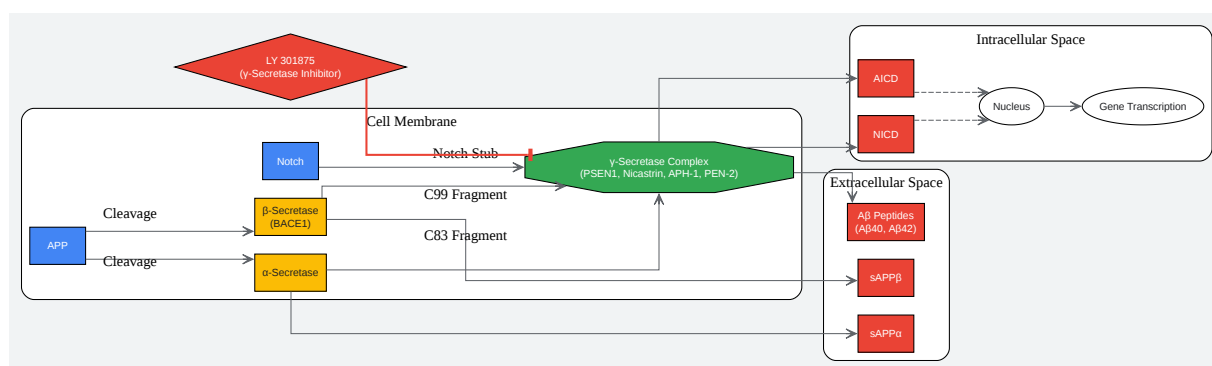 LY 301875
(γ-Secretase Inhibitor)
Intracellular Space
AICD
Nucleus
Gene Transcription
NICD
Cell Membrane
Notch
Notch Stub
γ-Secretase Complex
(PSEN1, Nicastrin, APH-1, PEN-2)
C99 Fragment
β-Secretase
(BACE1)
Cleavage
C83 Fragment
APP
Cleavage
α-Secretase
Extracellular Space
Aβ Peptides
(Aβ40, Aβ42)
sAPPβ
sAPPα